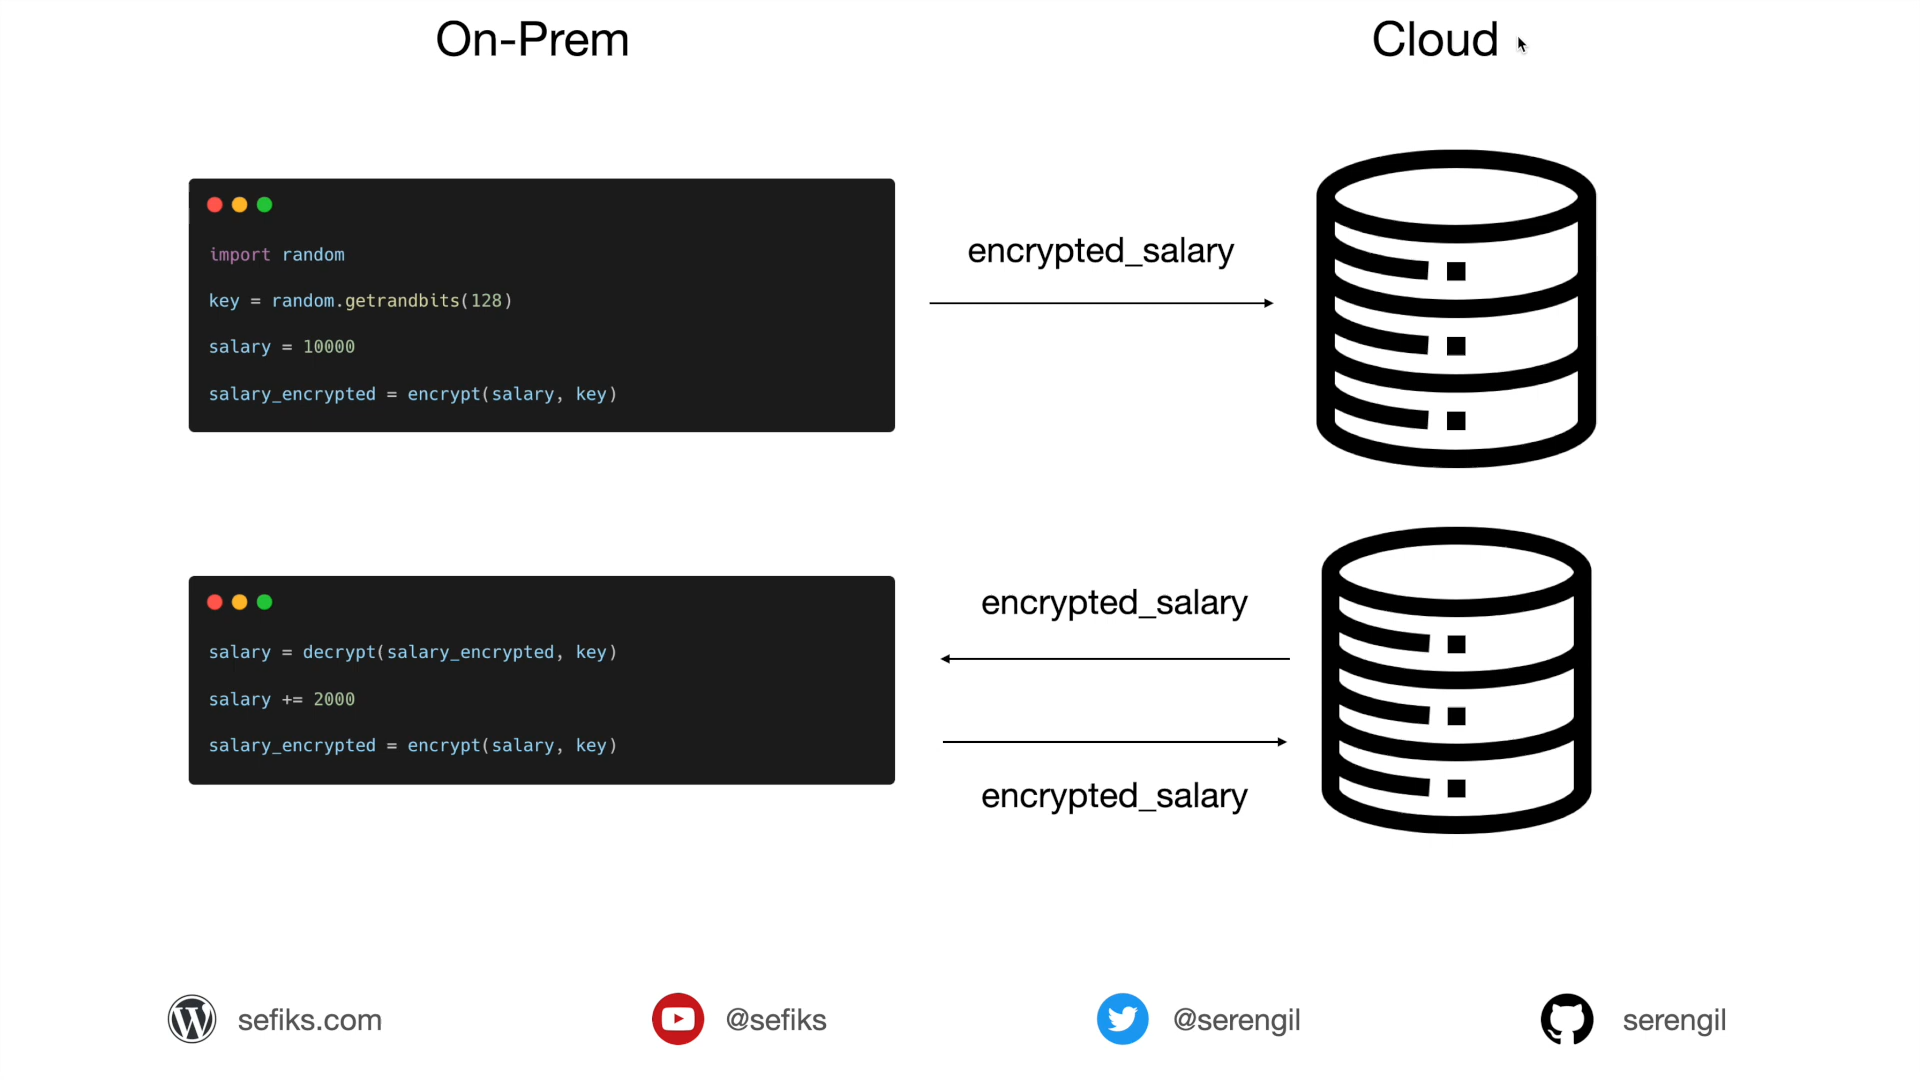 On-Prem
Cloud
import random
key = random.getrandbits(128)
salary = 10000
salary_encrypted = encrypt(salary, key)
encrypted_salary
salary = decrypt(salary_encrypted, key)
salary += 2000
salary_encrypted = encrypt(salary, key)
encrypted_salary
encrypted_salary
sefiks.com
@sefiks
@serengil
serengil